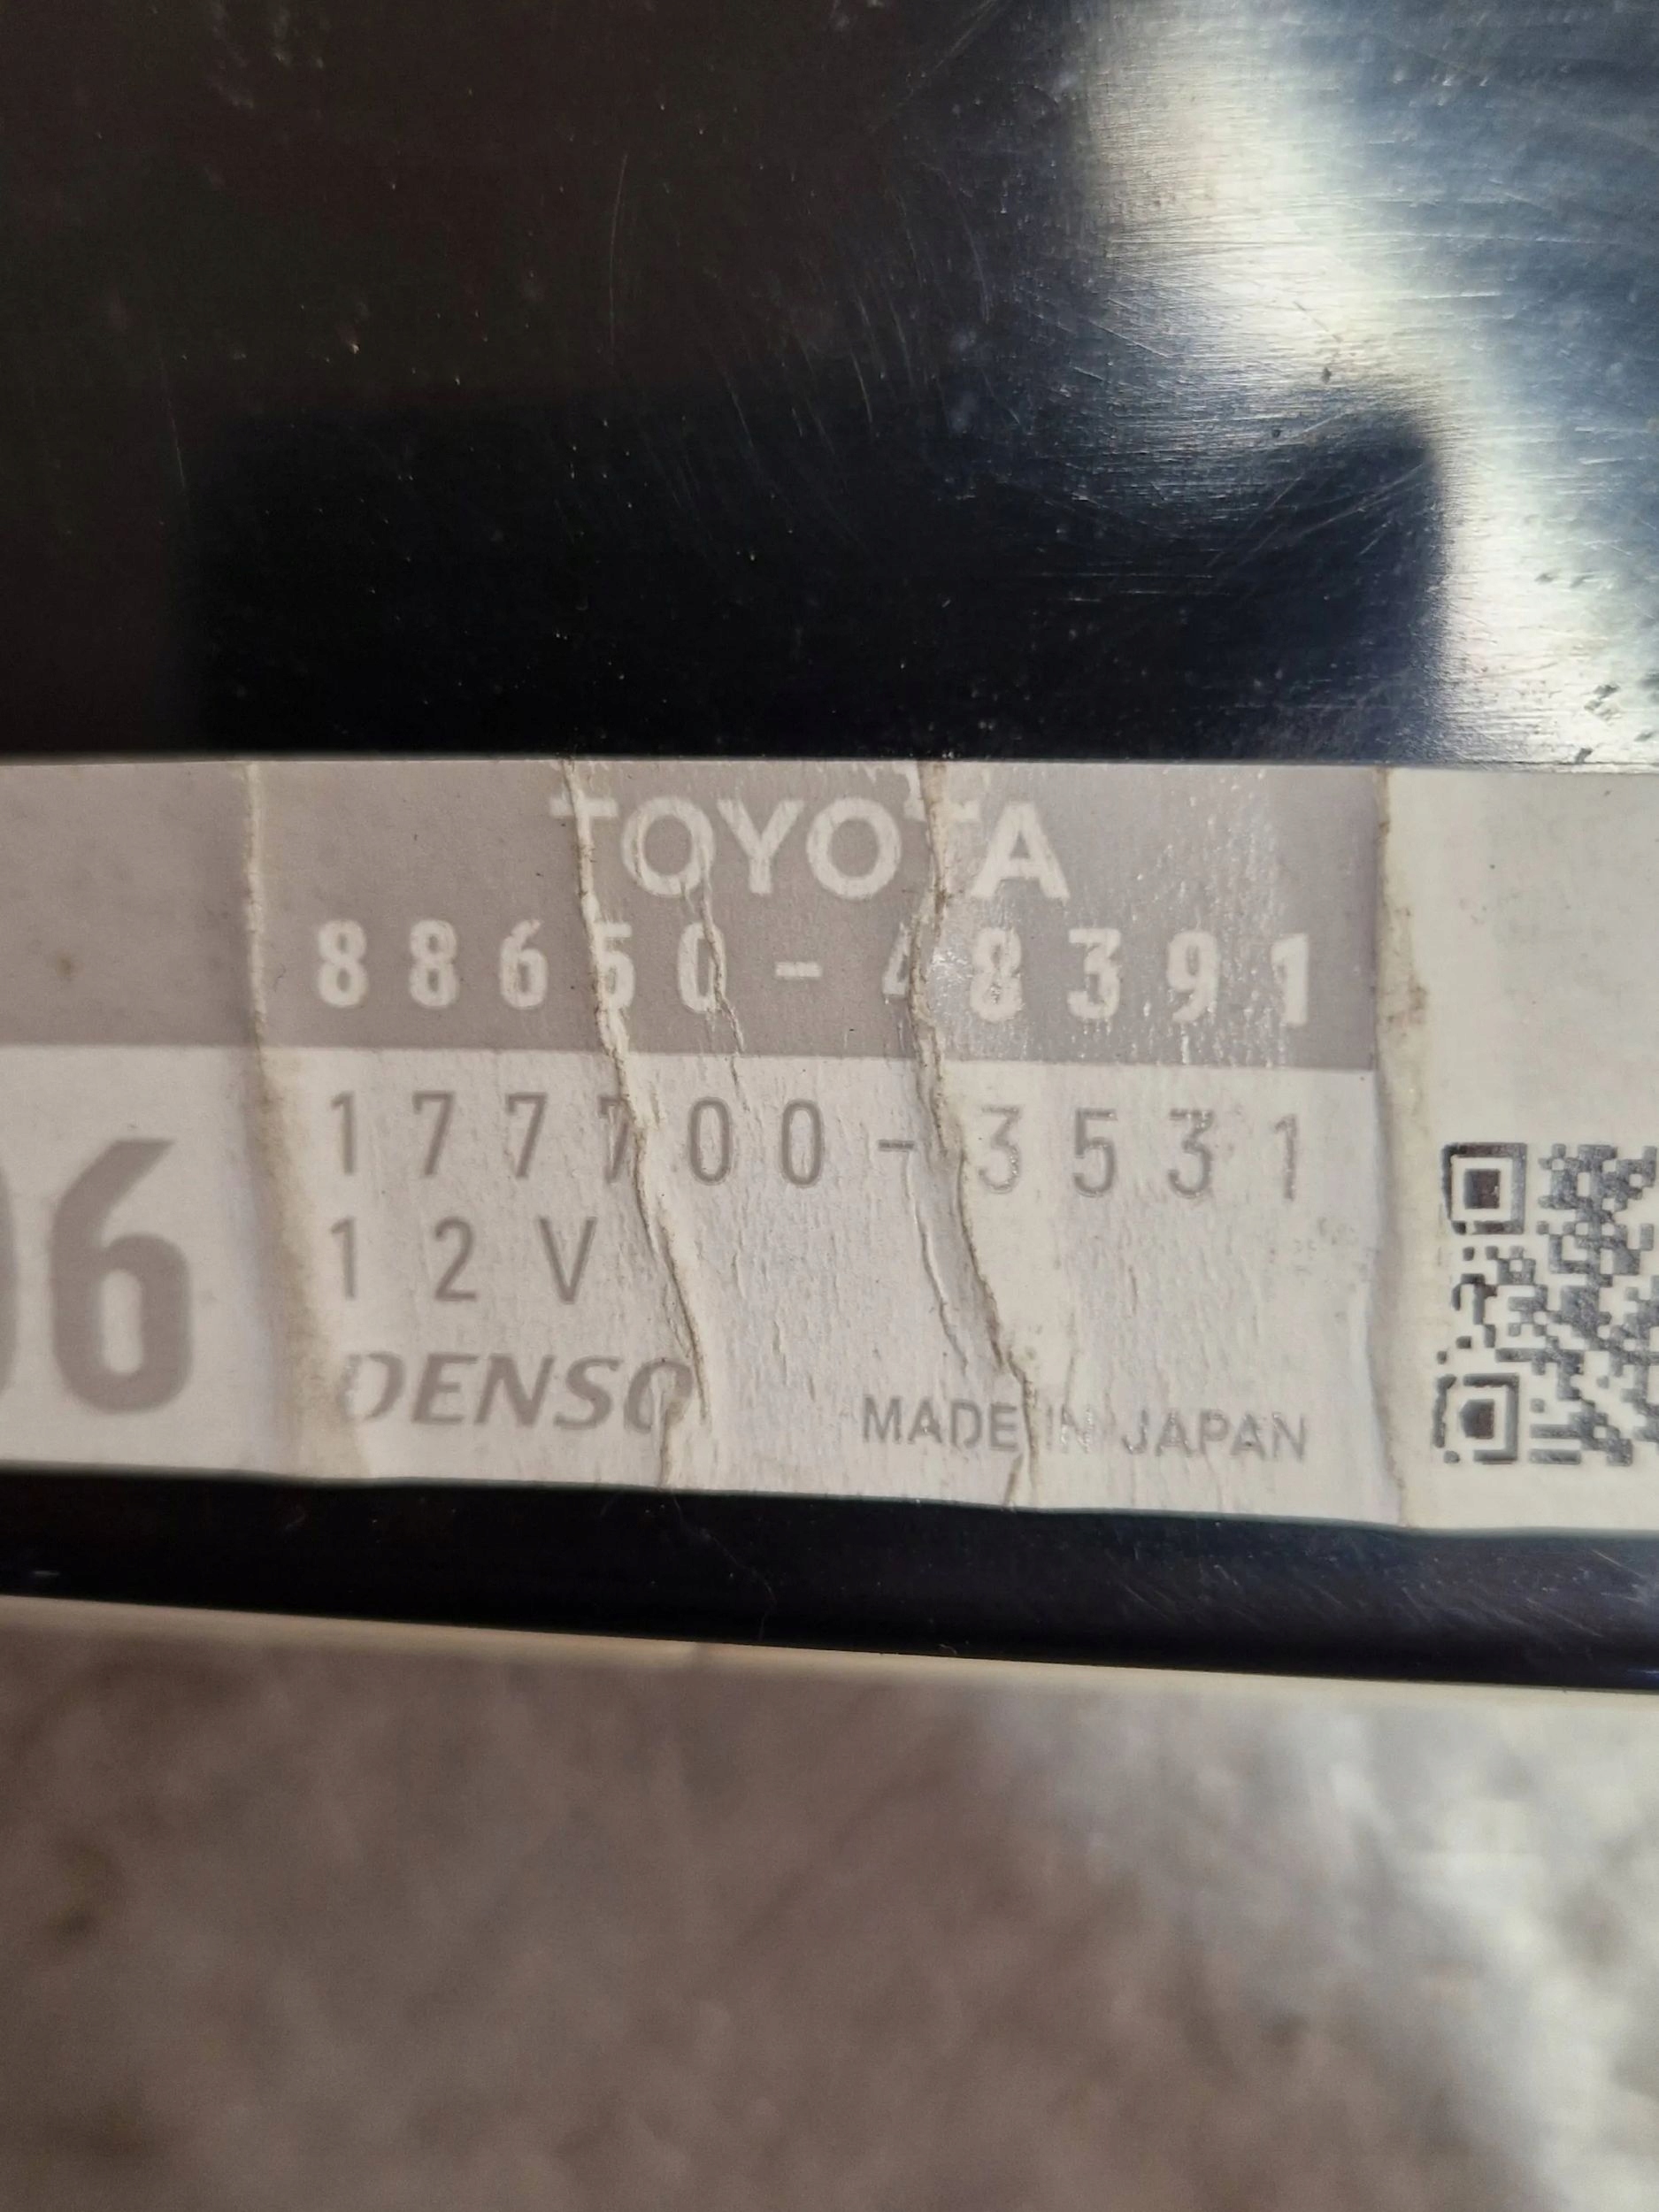 TOYOTA
88650-48391
177700-3531
12V
DENSO
MADE IN JAPAN
06